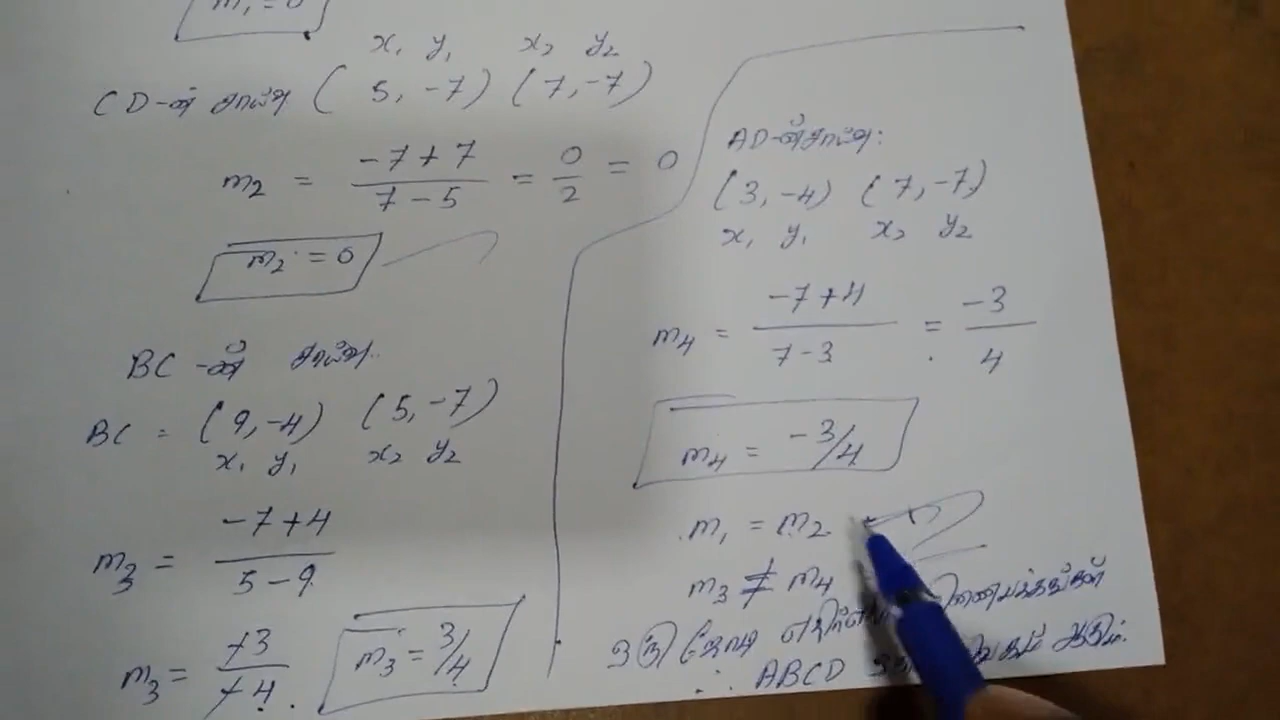 m₁ = 0
x₁ y₁ x₂ y₂
CD-ன் சாய்வு (5, -7) (7, -7)
m₂ = (-7 + 7)/(7 - 5) = 0/2 = 0
m₂ = 0
BC -ன் சாய்வு
BC = (9, -4) (5, -7)
x₁ y₁ x₂ y₂
m₃ = (-7 + 4)/(5 - 9)
m₃ = -3/-4
m₃ = 3/4
AD-ன் சாய்வு:
(3, -4) (7, -7)
x₁ y₁ x₂ y₂
m₄ = (-7 + 4)/(7 - 3) = -3/4
m₄ = -3/4
m₁ = m₂
m₃ ≠ m₄
ஒரு ஜோடி
∴ ABCD ஆகும்.